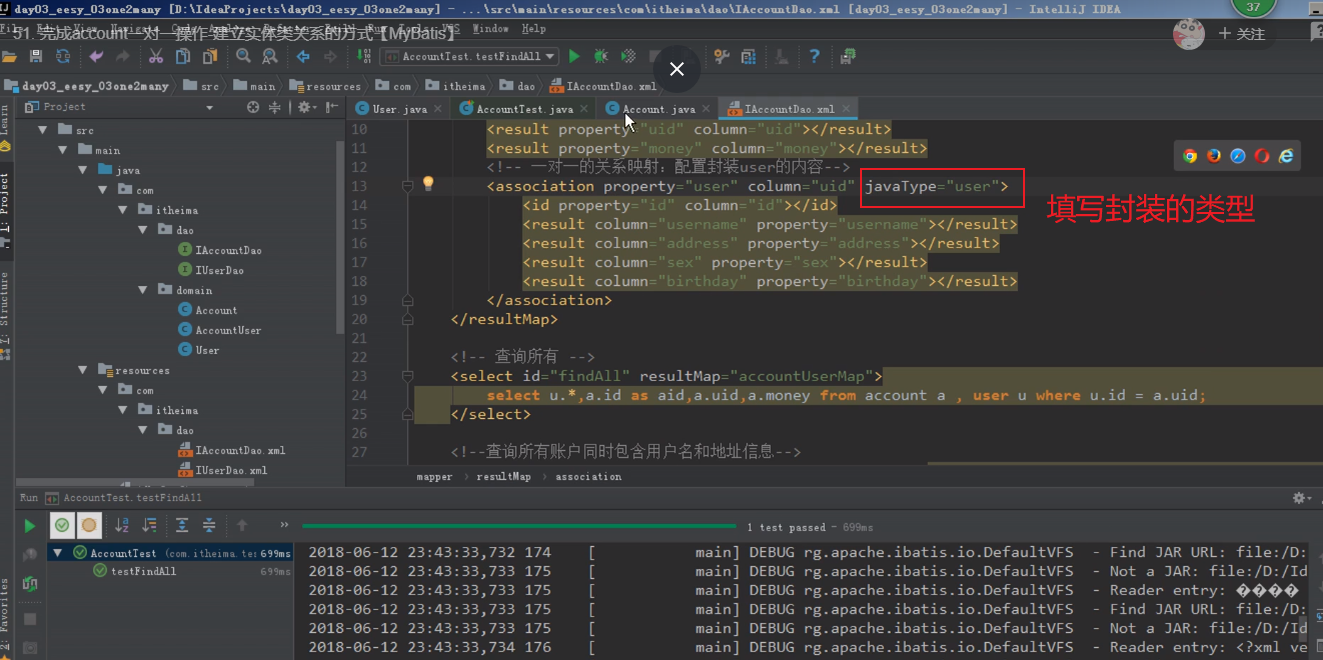 day03_eesy_03one2many [D:\IdeaProjects\day03_eesy_03one2many] - ...\src\main\resources\com\itheima\dao\IAccountDao.xml [day03_eesy_03one2many] - IntelliJ IDEA
37
51. 完成account一对一操作-建立实体类关系的方式【MyBatis】
Window Help
+ 关注
AccountTest.testFindAll
day03_eesy_03one2many src main resources com itheima dao IAccountDao.xml
Project
User.java AccountTest.java Account.java IAccountDao.xml
Learn
1: Project
7: Structure
2: Favorites
src
main
java
com
itheima
dao
IAccountDao
IUserDao
domain
Account
AccountUser
User
resources
com
itheima
dao
IAccountDao.xml
IUserDao.xml
10 <result property="uid" column="uid"></result>
11 <result property="money" column="money"></result>
12 <!-- 一对一的关系映射：配置封装user的内容-->
13 <association property="user" column="uid" javaType="user">
14 <id property="id" column="id"></id>
15 <result column="username" property="username"></result>
16 <result column="address" property="address"></result>
17 <result column="sex" property="sex"></result>
18 <result column="birthday" property="birthday"></result>
19 </association>
20 </resultMap>
21
22 <!-- 查询所有 -->
23 <select id="findAll" resultMap="accountUserMap">
24 select u.*,a.id as aid,a.uid,a.money from account a , user u where u.id = a.uid;
25 </select>
26
27 <!--查询所有账户同时包含用户名和地址信息-->
填写封装的类型
mapper › resultMap › association
Run AccountTest.testFindAll
1 test passed - 699ms
AccountTest (com.itheima.te: 699ms
testFindAll 699ms
2018-06-12 23:43:33,732 174 [ main] DEBUG rg.apache.ibatis.io.DefaultVFS - Find JAR URL: file:/D:
2018-06-12 23:43:33,733 175 [ main] DEBUG rg.apache.ibatis.io.DefaultVFS - Not a JAR: file:/D:/Id
2018-06-12 23:43:33,733 175 [ main] DEBUG rg.apache.ibatis.io.DefaultVFS - Reader entry: ����
2018-06-12 23:43:33,733 175 [ main] DEBUG rg.apache.ibatis.io.DefaultVFS - Find JAR URL: file:/D:
2018-06-12 23:43:33,733 175 [ main] DEBUG rg.apache.ibatis.io.DefaultVFS - Not a JAR: file:/D:/Id
2018-06-12 23:43:33,734 176 [ main] DEBUG rg.apache.ibatis.io.DefaultVFS - Reader entry: <?xml ve